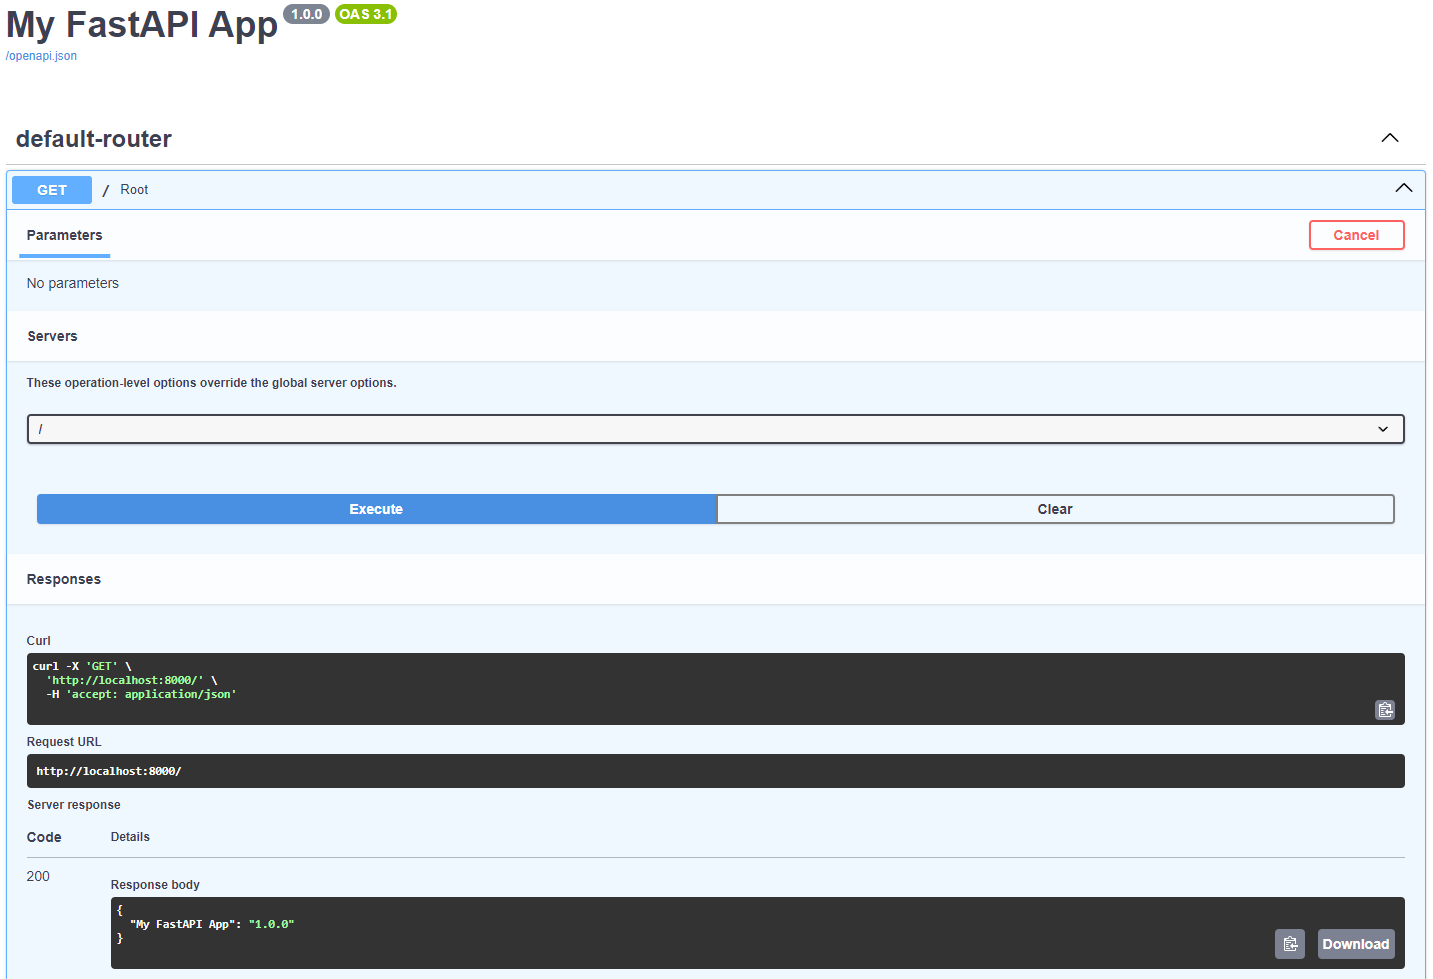 My FastAPI App 1.0.0 OAS 3.1
/openapi.json
default-router
GET / Root
Parameters Cancel
No parameters
Servers
These operation-level options override the global server options.
/
Execute Clear
Responses
Curl
curl -X 'GET' \
  'http://localhost:8000/' \
  -H 'accept: application/json'
Request URL
http://localhost:8000/
Server response
Code Details
200
Response body
{
  "My FastAPI App": "1.0.0"
}
Download